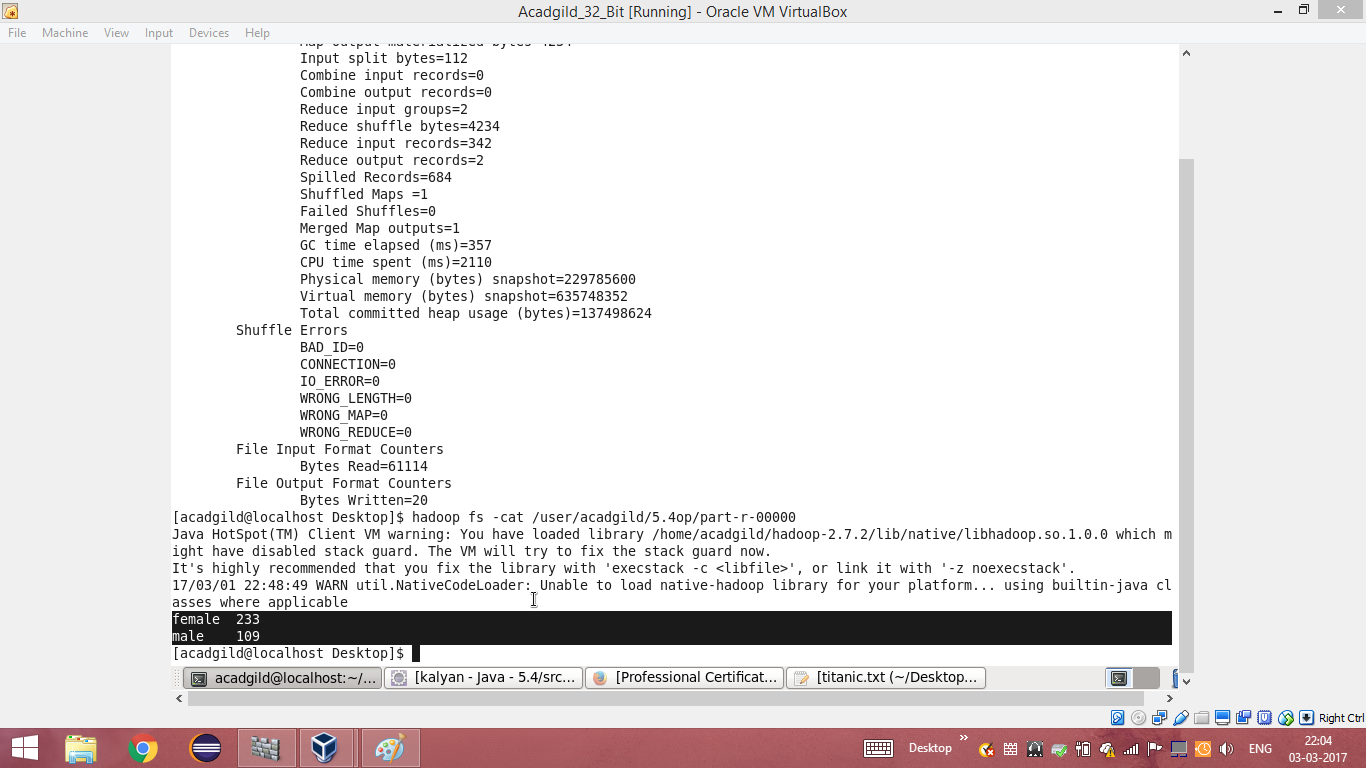 Acadgild_32_Bit [Running] - Oracle VM VirtualBox
File Machine View Input Devices Help
Map output materialized bytes=4234
Input split bytes=112
Combine input records=0
Combine output records=0
Reduce input groups=2
Reduce shuffle bytes=4234
Reduce input records=342
Reduce output records=2
Spilled Records=684
Shuffled Maps =1
Failed Shuffles=0
Merged Map outputs=1
GC time elapsed (ms)=357
CPU time spent (ms)=2110
Physical memory (bytes) snapshot=229785600
Virtual memory (bytes) snapshot=635748352
Total committed heap usage (bytes)=137498624
Shuffle Errors
BAD_ID=0
CONNECTION=0
IO_ERROR=0
WRONG_LENGTH=0
WRONG_MAP=0
WRONG_REDUCE=0
File Input Format Counters
Bytes Read=61114
File Output Format Counters
Bytes Written=20
[acadgild@localhost Desktop]$ hadoop fs -cat /user/acadgild/5.4op/part-r-00000
Java HotSpot(TM) Client VM warning: You have loaded library /home/acadgild/hadoop-2.7.2/lib/native/libhadoop.so.1.0.0 which m
ight have disabled stack guard. The VM will try to fix the stack guard now.
It's highly recommended that you fix the library with 'execstack -c <libfile>', or link it with '-z noexecstack'.
17/03/01 22:48:49 WARN util.NativeCodeLoader: Unable to load native-hadoop library for your platform... using builtin-java cl
asses where applicable
female 233
male 109
[acadgild@localhost Desktop]$
acadgild@localhost:~/... [kalyan - Java - 5.4/src... [Professional Certificat... [titanic.txt (~/Desktop...
Right Ctrl
Desktop » ENG 22:04
03-03-2017